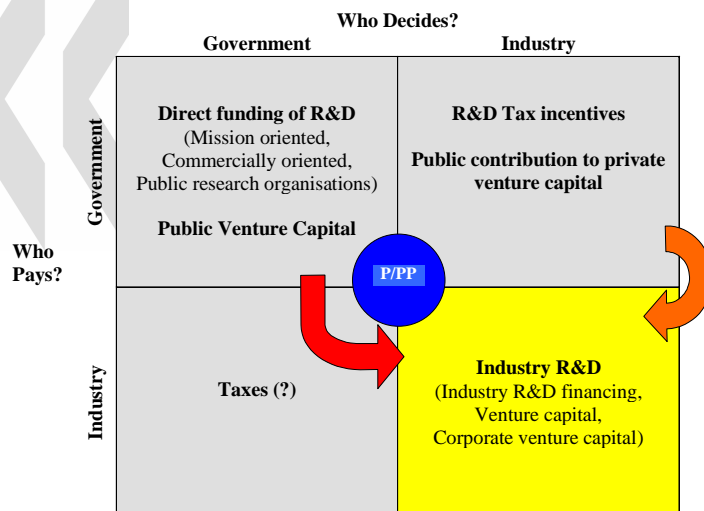 Who Decides?
Government
Industry
Who
Pays?
Government
Direct funding of R&D
(Mission oriented,
Commercially oriented,
Public research organisations)
Public Venture Capital
R&D Tax incentives
Public contribution to private
venture capital
P/PP
Industry
Taxes (?)
Industry R&D
(Industry R&D financing,
Venture capital,
Corporate venture capital)